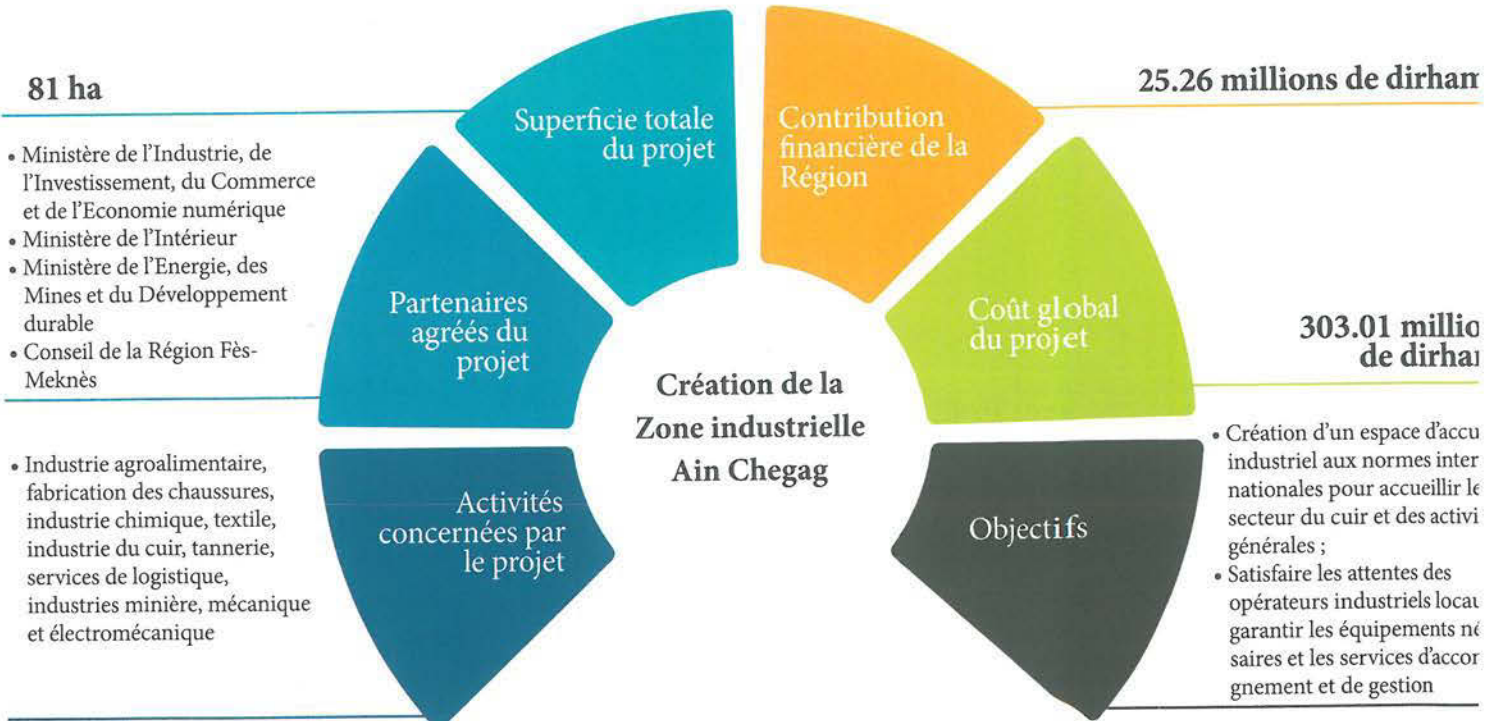 81 ha
• Ministère de l'Industrie, de
l'Investissement, du Commerce
et de l'Economie numérique
• Ministère de l'Intérieur
• Ministère de l'Energie, des
Mines et du Développement
durable
• Conseil de la Région Fès-
Meknès
• Industrie agroalimentaire,
fabrication des chaussures,
industrie chimique, textile,
industrie du cuir, tannerie,
services de logistique,
industries minière, mécanique
et électromécanique
Superficie totale
du projet
Partenaires
agréés du
projet
Activités
concernées par
le projet
Création de la
Zone industrielle
Ain Chegag
Contribution
financière de la
Région
Coût global
du projet
Objectifs
25.26 millions de dirham
303.01 millio
de dirha
• Création d'un espace d'accu
industriel aux normes inter
nationales pour accueillir le
secteur du cuir et des activi
générales ;
• Satisfaire les attentes des
opérateurs industriels locau
garantir les équipements né
saires et les services d'accor
gnement et de gestion